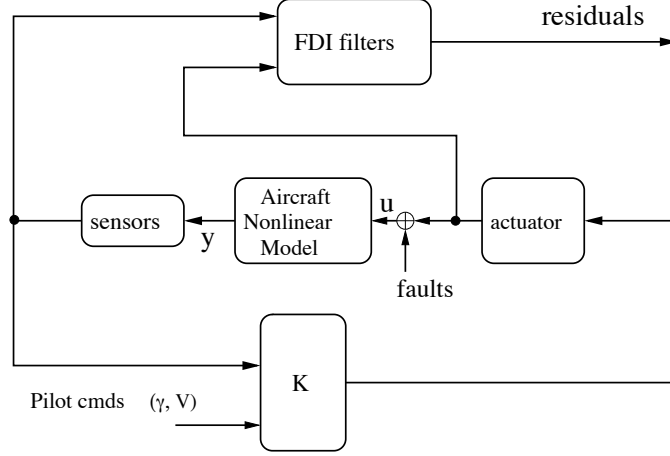 residuals
FDI filters
Aircraft
Nonlinear
Model
u
sensors
y
actuator
faults
K
Pilot cmds (γ, V)